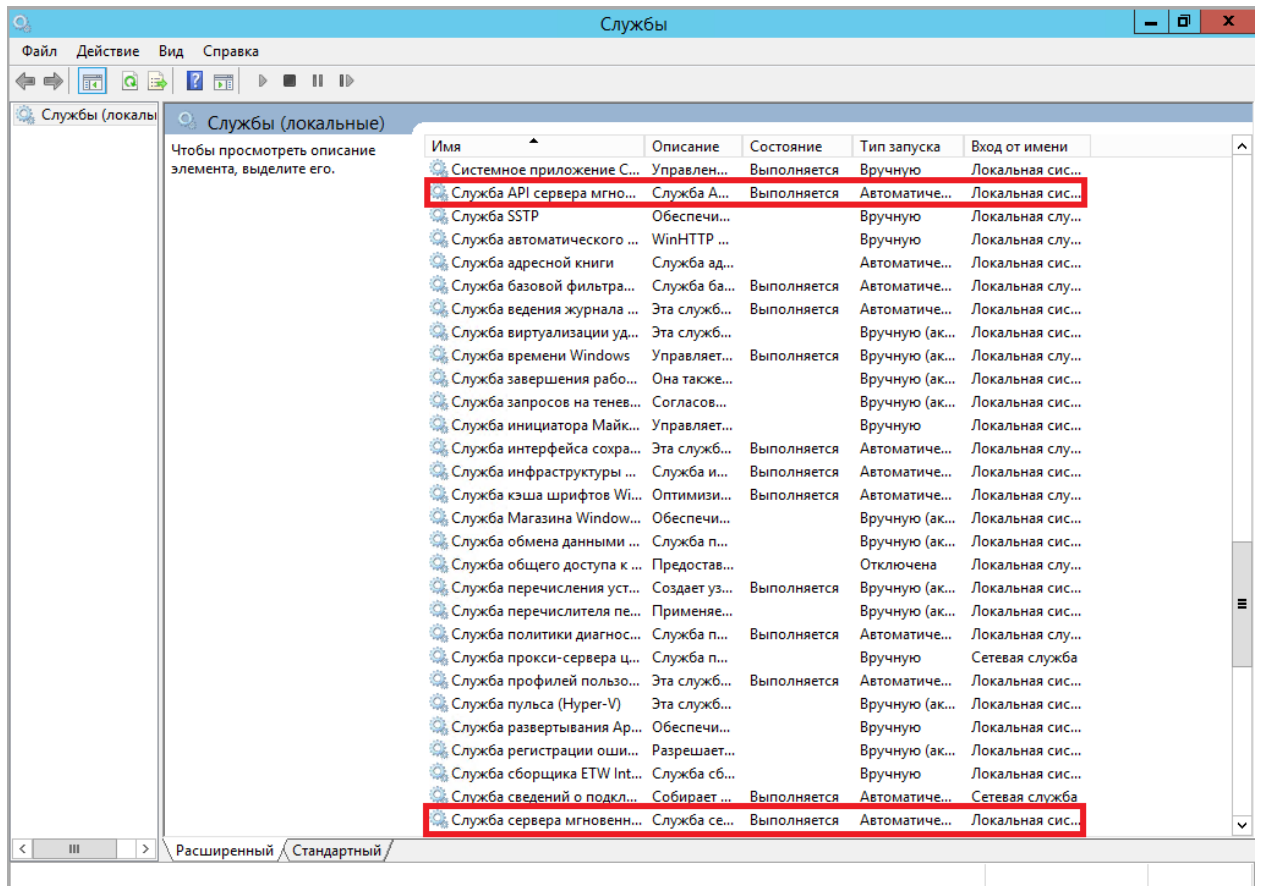 Службы
Файл Действие Вид Справка
Службы (локалы
Службы (локальные)
Чтобы просмотреть описание
элемента, выделите его.
Имя Описание Состояние Тип запуска Вход от имени
Системное приложение C... Управлен... Выполняется Вручную Локальная сис...
Служба API сервера мгно... Служба A... Выполняется Автоматиче... Локальная сис...
Служба SSTP Обеспечи... Вручную Локальная слу...
Служба автоматического ... WinHTTP ... Вручную Локальная слу...
Служба адресной книги Служба ад... Автоматиче... Локальная сис...
Служба базовой фильтра... Служба ба... Выполняется Автоматиче... Локальная слу...
Служба ведения журнала ... Эта служб... Выполняется Автоматиче... Локальная сис...
Служба виртуализации уд... Эта служб... Вручную (ак... Локальная сис...
Служба времени Windows Управляет... Выполняется Вручную (ак... Локальная слу...
Служба завершения рабо... Она также... Вручную (ак... Локальная сис...
Служба запросов на тенев... Согласов... Вручную (ак... Локальная сис...
Служба инициатора Майк... Управляет... Вручную Локальная сис...
Служба интерфейса сохра... Эта служб... Выполняется Автоматиче... Локальная слу...
Служба инфраструктуры ... Служба и... Выполняется Автоматиче... Локальная сис...
Служба кэша шрифтов Wi... Оптимизи... Выполняется Автоматиче... Локальная слу...
Служба Магазина Window... Обеспечи... Вручную (ак... Локальная сис...
Служба обмена данными ... Служба п... Вручную (ак... Локальная сис...
Служба общего доступа к ... Предостав... Отключена Локальная слу...
Служба перечисления уст... Создает уз... Выполняется Вручную (ак... Локальная сис...
Служба перечислителя пе... Применяе... Вручную (ак... Локальная сис...
Служба политики диагнос... Служба п... Выполняется Автоматиче... Локальная слу...
Служба прокси-сервера ц... Служба п... Вручную Сетевая служба
Служба профилей пользо... Эта служб... Выполняется Автоматиче... Локальная сис...
Служба пульса (Hyper-V) Эта служб... Вручную (ак... Локальная сис...
Служба развертывания Ap... Обеспечи... Вручную Локальная сис...
Служба регистрации оши... Разрешает... Вручную (ак... Локальная сис...
Служба сборщика ETW Int... Служба сб... Вручную Локальная сис...
Служба сведений о подкл... Собирает ... Выполняется Автоматиче... Сетевая служба
Служба сервера мгновенн... Служба се... Выполняется Автоматиче... Локальная сис...
Расширенный Стандартный